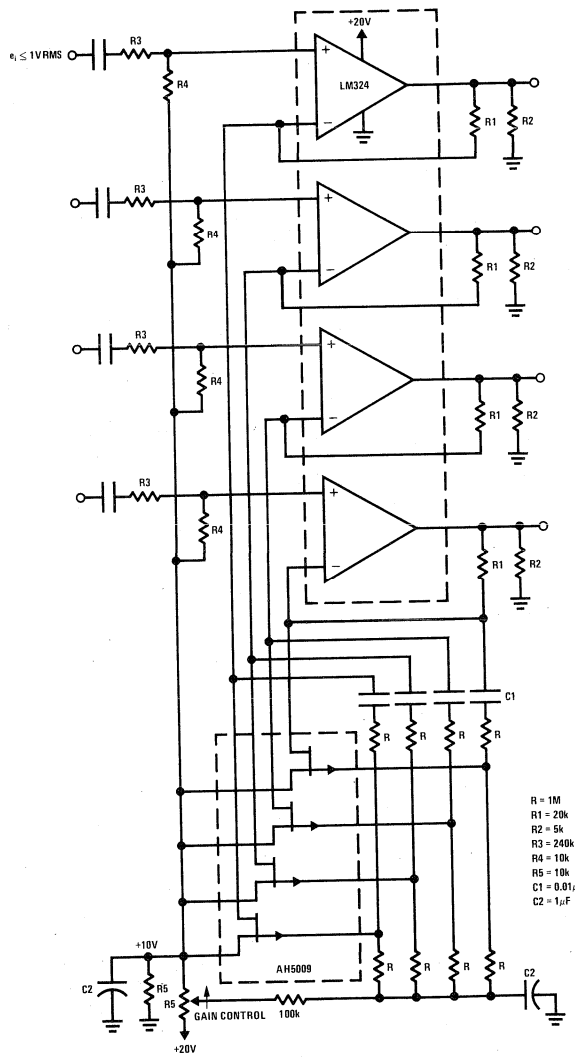 +20V
eᵢ ≤ 1V RMS
R3
R4
+
LM324
−
R1
R2
R3
R4
+
−
R1
R2
R3
R4
+
−
R1
R2
R3
R4
+
−
R1
R2
C1
R
R
R
R
R = 1M
R1 = 20k
R2 = 5k
R3 = 240k
R4 = 10k
R5 = 10k
C1 = 0.01
C2 = 1μF
+10V
AH5009
R
R
R
R
C2
R5
R5
GAIN CONTROL
100k
C2
+20V